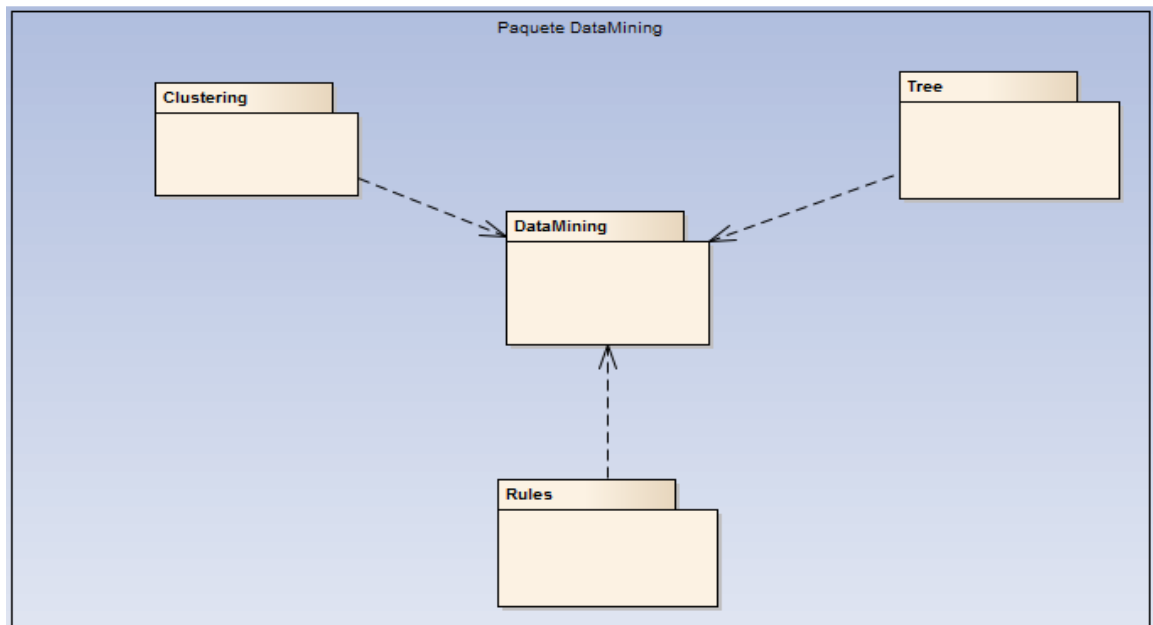 Paquete DataMining
Clustering
Tree
DataMining
Rules